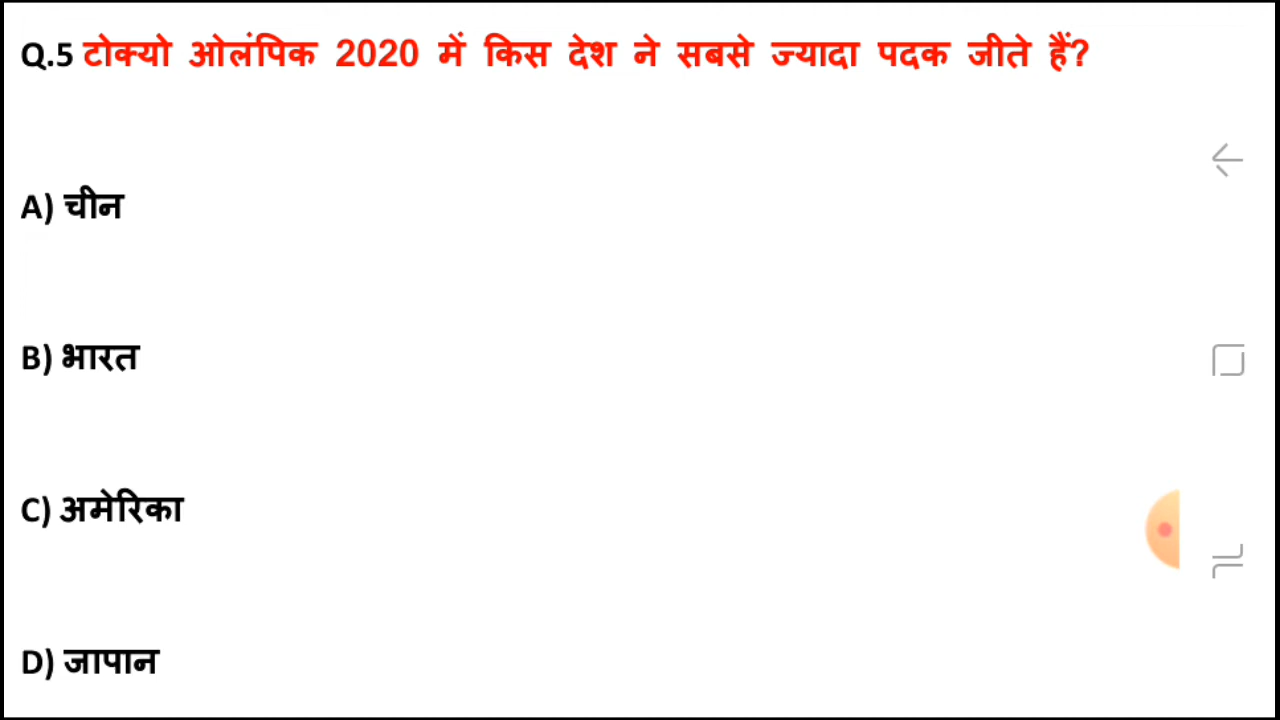 Q.5 टोक्यो ओलंपिक 2020 में किस देश ने सबसे ज्यादा पदक जीते हैं?
A) चीन
B) भारत
C) अमेरिका
D) जापान